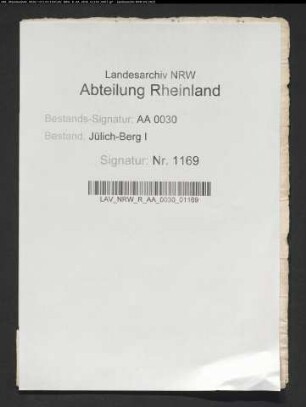 Landesarchiv NRW
Abteilung Rheinland
Bestands-Signatur: AA 0030
Bestand: Jülich-Berg I
Signatur: Nr. 1169
LAV_NRW_R_AA_0030_01169